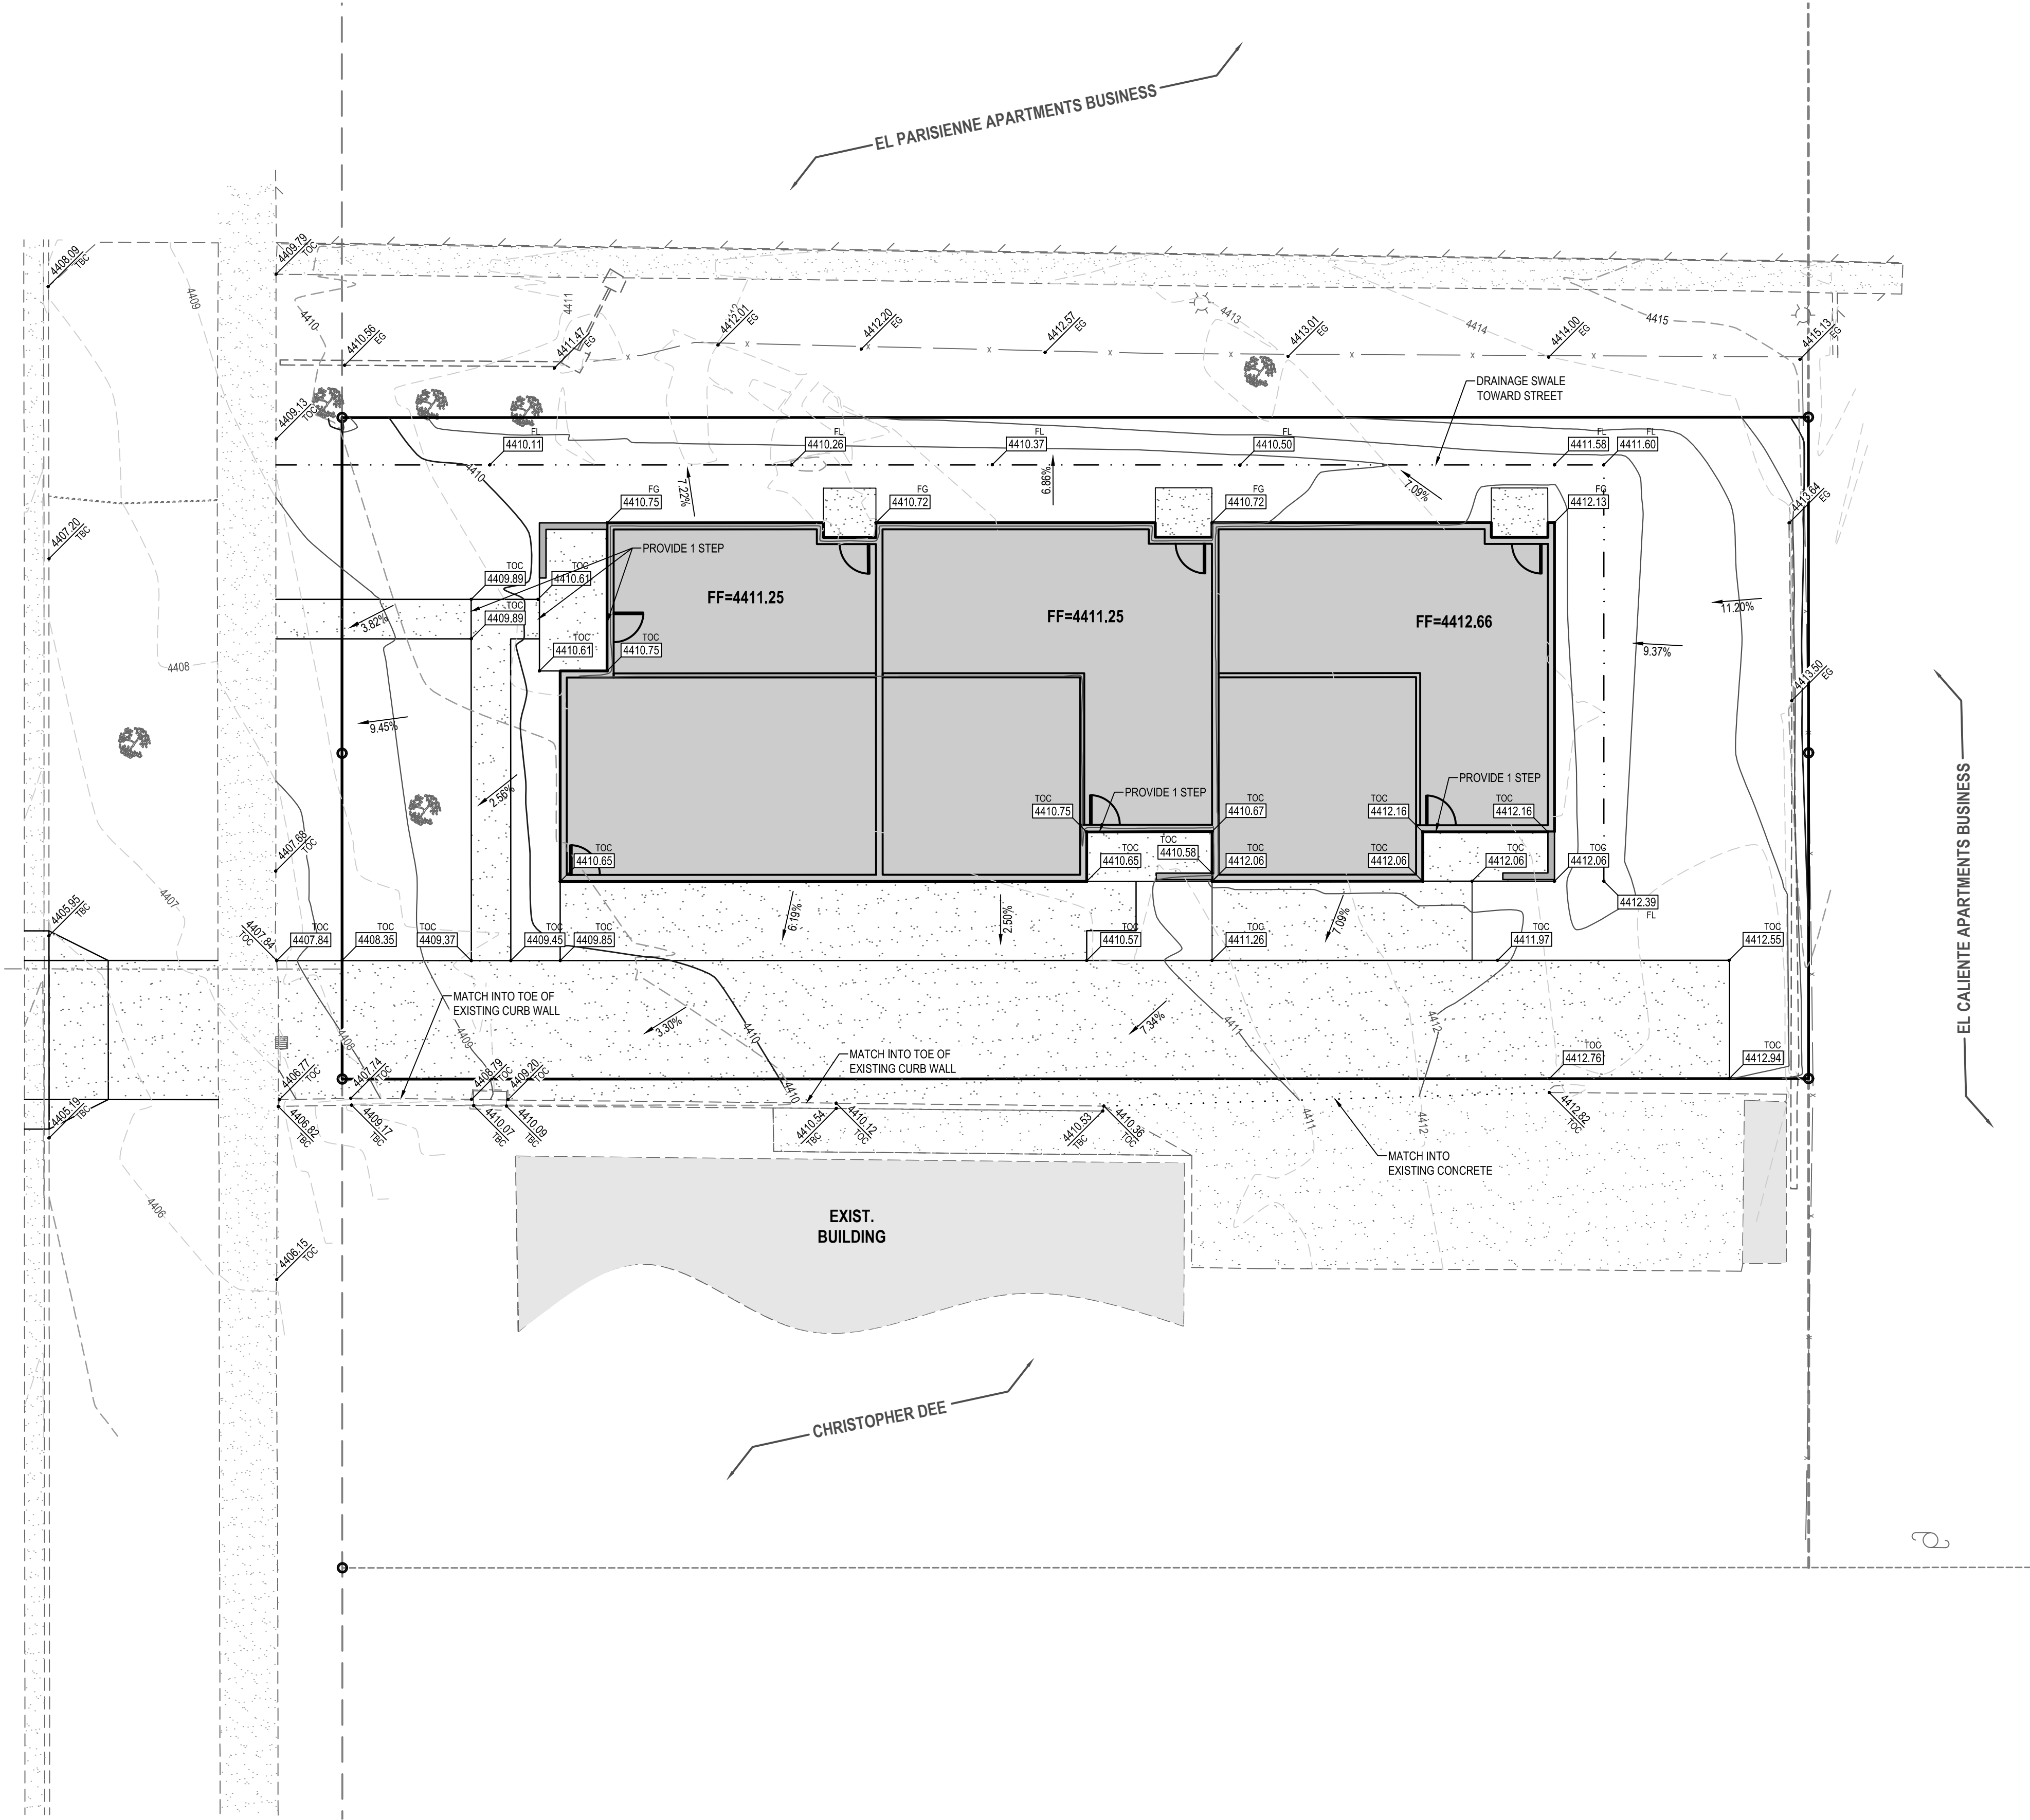 EL PARISIENNE APARTMENTS BUSINESS
4408.09
TBC
4409.79
TOC
4409
4410
4411
4410.56
EG
4411.47
EG
4412.01
EG
4412.20
EG
4412.57
EG
4413
4413.01
EG
4414
4414.00
EG
4415
4415.13
EG
DRAINAGE SWALE
TOWARD STREET
4409.13
TOC
FL
4410.11
FL
4410.26
FL
4410.37
FL
4410.50
FL
4411.58
FL
4411.60
4410
7.22%
6.86%
7.09%
FG
4410.75
FG
4410.72
FG
4410.72
FG
4412.13
4413.64
EG
4407.20
TBC
PROVIDE 1 STEP
TOC
4409.89
TOC
4410.61
TOC
4409.89
FF=4411.25
FF=4411.25
FF=4412.66
3.82%
11.20%
9.37%
TOC
4410.61
TOC
4410.75
4408
4413.50
EG
9.45%
2.56%
PROVIDE 1 STEP
PROVIDE 1 STEP
TOC
4410.75
TOC
4410.67
TOC
4412.16
TOC
4412.16
4407.68
TOC
TOC
4410.65
TOC
4410.65
TOC
4410.58
TOC
4412.06
TOC
4412.06
TOC
4412.06
TOC
4412.06
4412.39
FL
4407
4405.95
TBC
4407.84
TOC
TOC
4407.84
TOC
4408.35
TOC
4409.37
TOC
4409.45
TOC
4409.85
6.19%
2.50%
7.09%
TOC
4410.57
TOC
4411.26
TOC
4411.97
TOC
4412.55
MATCH INTO TOE OF
EXISTING CURB WALL
4408
4409
3.30%
4410
7.34%
4411
4412
MATCH INTO TOE OF
EXISTING CURB WALL
TOC
4412.76
TOC
4412.94
4406.77
TOC
4407.74
TOC
4408.79
TOC
4409.20
TOC
4410
4405.19
TBC
4406.82
TBC
4409.17
TBC
4410.07
TBC
4410.09
TBC
4410.54
TBC
4410.12
TOC
4410.53
TBC
4410.36
TOC
4411
4412
4412.82
TOC
MATCH INTO
EXISTING CONCRETE
4406
4406.15
TOC
EXIST.
BUILDING
CHRISTOPHER DEE
EL CALIENTE APARTMENTS BUSINESS